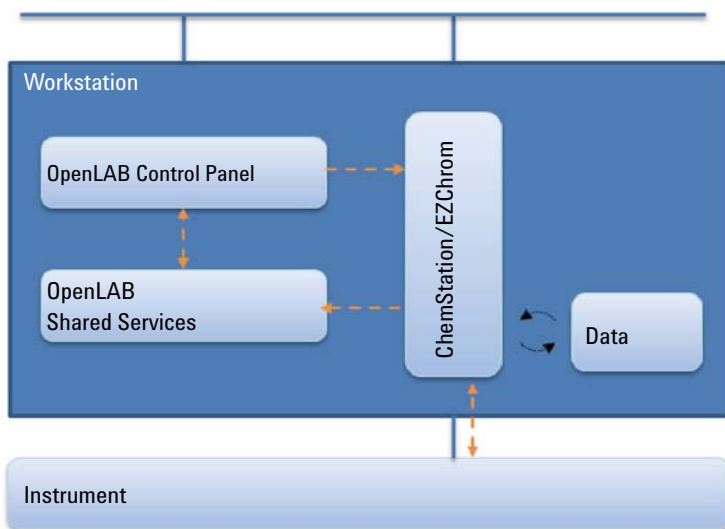 Workstation
OpenLAB Control Panel
ChemStation/EZChrom
OpenLAB
Shared Services
Data
Instrument